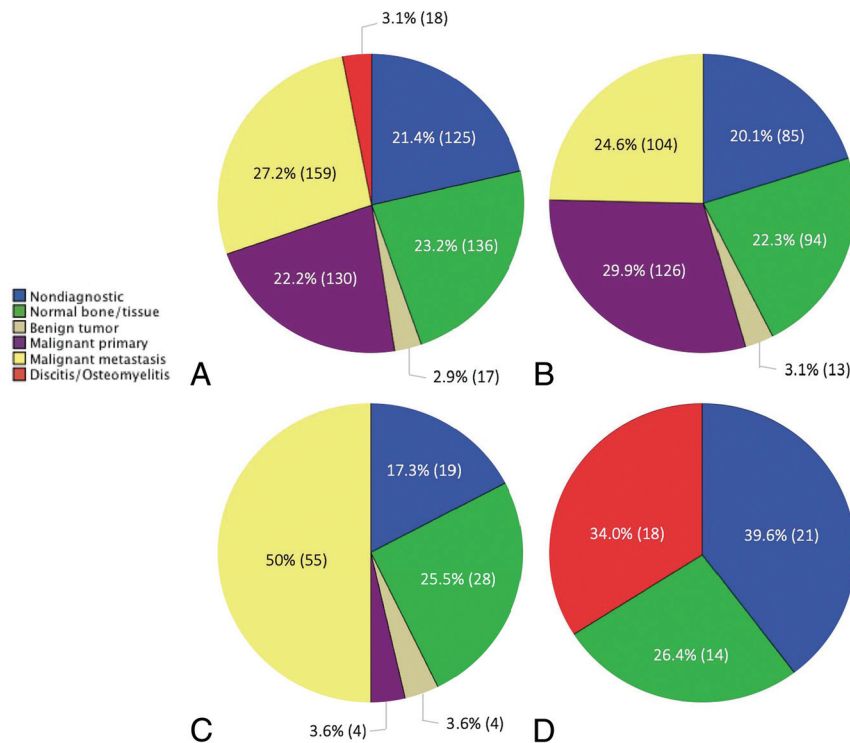 3.1% (18)
21.4% (125)
27.2% (159)
23.2% (136)
22.2% (130)
2.9% (17)
A
20.1% (85)
24.6% (104)
22.3% (94)
29.9% (126)
3.1% (13)
B
Nondiagnostic
Normal bone/tissue
Benign tumor
Malignant primary
Malignant metastasis
Discitis/Osteomyelitis
17.3% (19)
50% (55)
25.5% (28)
3.6% (4)
3.6% (4)
C
34.0% (18)
39.6% (21)
26.4% (14)
D